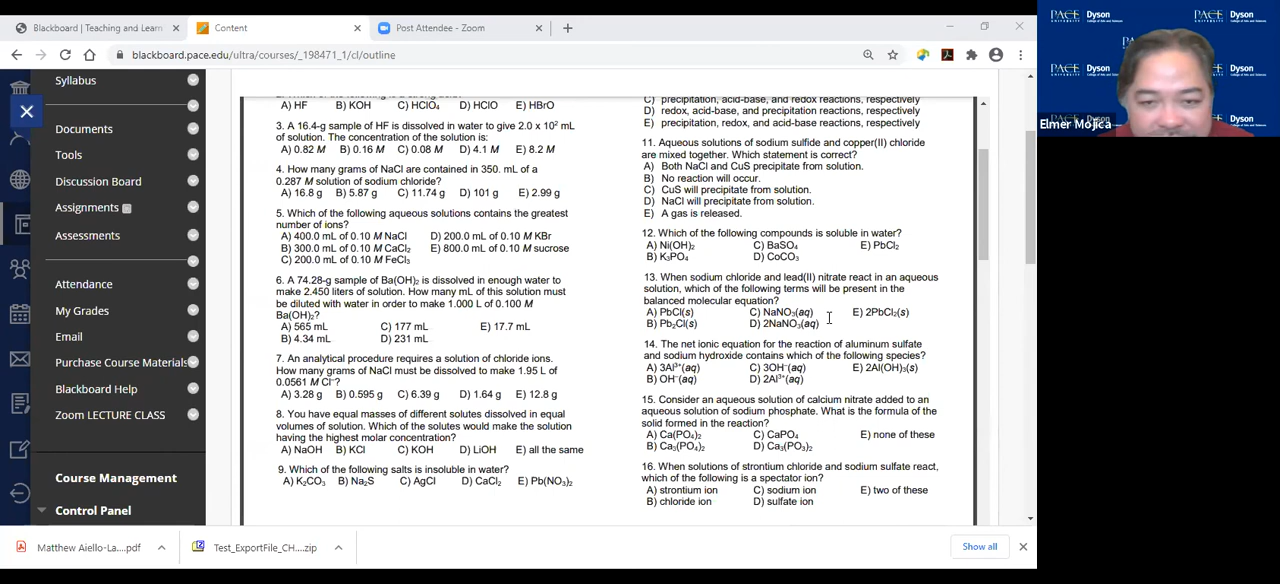 Blackboard | Teaching and Learn
Content
Post Attendee - Zoom
blackboard.pace.edu/ultra/courses/_198471_1/cl/outline
Syllabus
Documents
Tools
Discussion Board
Assignments
Assessments
Attendance
My Grades
Email
Purchase Course Materials
Blackboard Help
Zoom LECTURE CLASS
Course Management
Control Panel
A) HF B) KOH C) HClO₄ D) HClO E) HBrO
3. A 16.4-g sample of HF is dissolved in water to give 2.0 x 10² mL
of solution. The concentration of the solution is:
A) 0.82 M B) 0.16 M C) 0.08 M D) 4.1 M E) 8.2 M
4. How many grams of NaCl are contained in 350. mL of a
0.287 M solution of sodium chloride?
A) 16.8 g B) 5.87 g C) 11.74 g D) 101 g E) 2.99 g
5. Which of the following aqueous solutions contains the greatest
number of ions?
A) 400.0 mL of 0.10 M NaCl D) 200.0 mL of 0.10 M KBr
B) 300.0 mL of 0.10 M CaCl₂ E) 800.0 mL of 0.10 M sucrose
C) 200.0 mL of 0.10 M FeCl₃
6. A 74.28-g sample of Ba(OH)₂ is dissolved in enough water to
make 2.450 liters of solution. How many mL of this solution must
be diluted with water in order to make 1.000 L of 0.100 M
Ba(OH)₂?
A) 565 mL C) 177 mL E) 17.7 mL
B) 4.34 mL D) 231 mL
7. An analytical procedure requires a solution of chloride ions.
How many grams of NaCl must be dissolved to make 1.95 L of
0.0561 M Cl⁻?
A) 3.28 g B) 0.595 g C) 6.39 g D) 1.64 g E) 12.8 g
8. You have equal masses of different solutes dissolved in equal
volumes of solution. Which of the solutes would make the solution
having the highest molar concentration?
A) NaOH B) KCl C) KOH D) LiOH E) all the same
9. Which of the following salts is insoluble in water?
A) K₂CO₃ B) Na₂S C) AgCl D) CaCl₂ E) Pb(NO₃)₂
C) precipitation, acid-base, and redox reactions, respectively
D) redox, acid-base, and precipitation reactions, respectively
E) precipitation, redox, and acid-base reactions, respectively
11. Aqueous solutions of sodium sulfide and copper(II) chloride
are mixed together. Which statement is correct?
A) Both NaCl and CuS precipitate from solution.
B) No reaction will occur.
C) CuS will precipitate from solution.
D) NaCl will precipitate from solution.
E) A gas is released.
12. Which of the following compounds is soluble in water?
A) Ni(OH)₂ C) BaSO₄ E) PbCl₂
B) K₃PO₄ D) CoCO₃
13. When sodium chloride and lead(II) nitrate react in an aqueous
solution, which of the following terms will be present in the
balanced molecular equation?
A) PbCl(s) C) NaNO₃(aq) E) 2PbCl₂(s)
B) Pb₂Cl(s) D) 2NaNO₃(aq)
14. The net ionic equation for the reaction of aluminum sulfate
and sodium hydroxide contains which of the following species?
A) 3Al³⁺(aq) C) 3OH⁻(aq) E) 2Al(OH)₃(s)
B) OH⁻(aq) D) 2Al³⁺(aq)
15. Consider an aqueous solution of calcium nitrate added to an
aqueous solution of sodium phosphate. What is the formula of the
solid formed in the reaction?
A) Ca(PO₄)₂ C) CaPO₄ E) none of these
B) Ca₃(PO₄)₂ D) Ca₃(PO₃)₂
16. When solutions of strontium chloride and sodium sulfate react,
which of the following is a spectator ion?
A) strontium ion C) sodium ion E) two of these
B) chloride ion D) sulfate ion
PACE Dyson
PACE Dyson
Dyson
Dyson
Dyson
Elmer Mojica
Matthew Aiello-La....pdf
Test_ExportFile_CH....zip
Show all